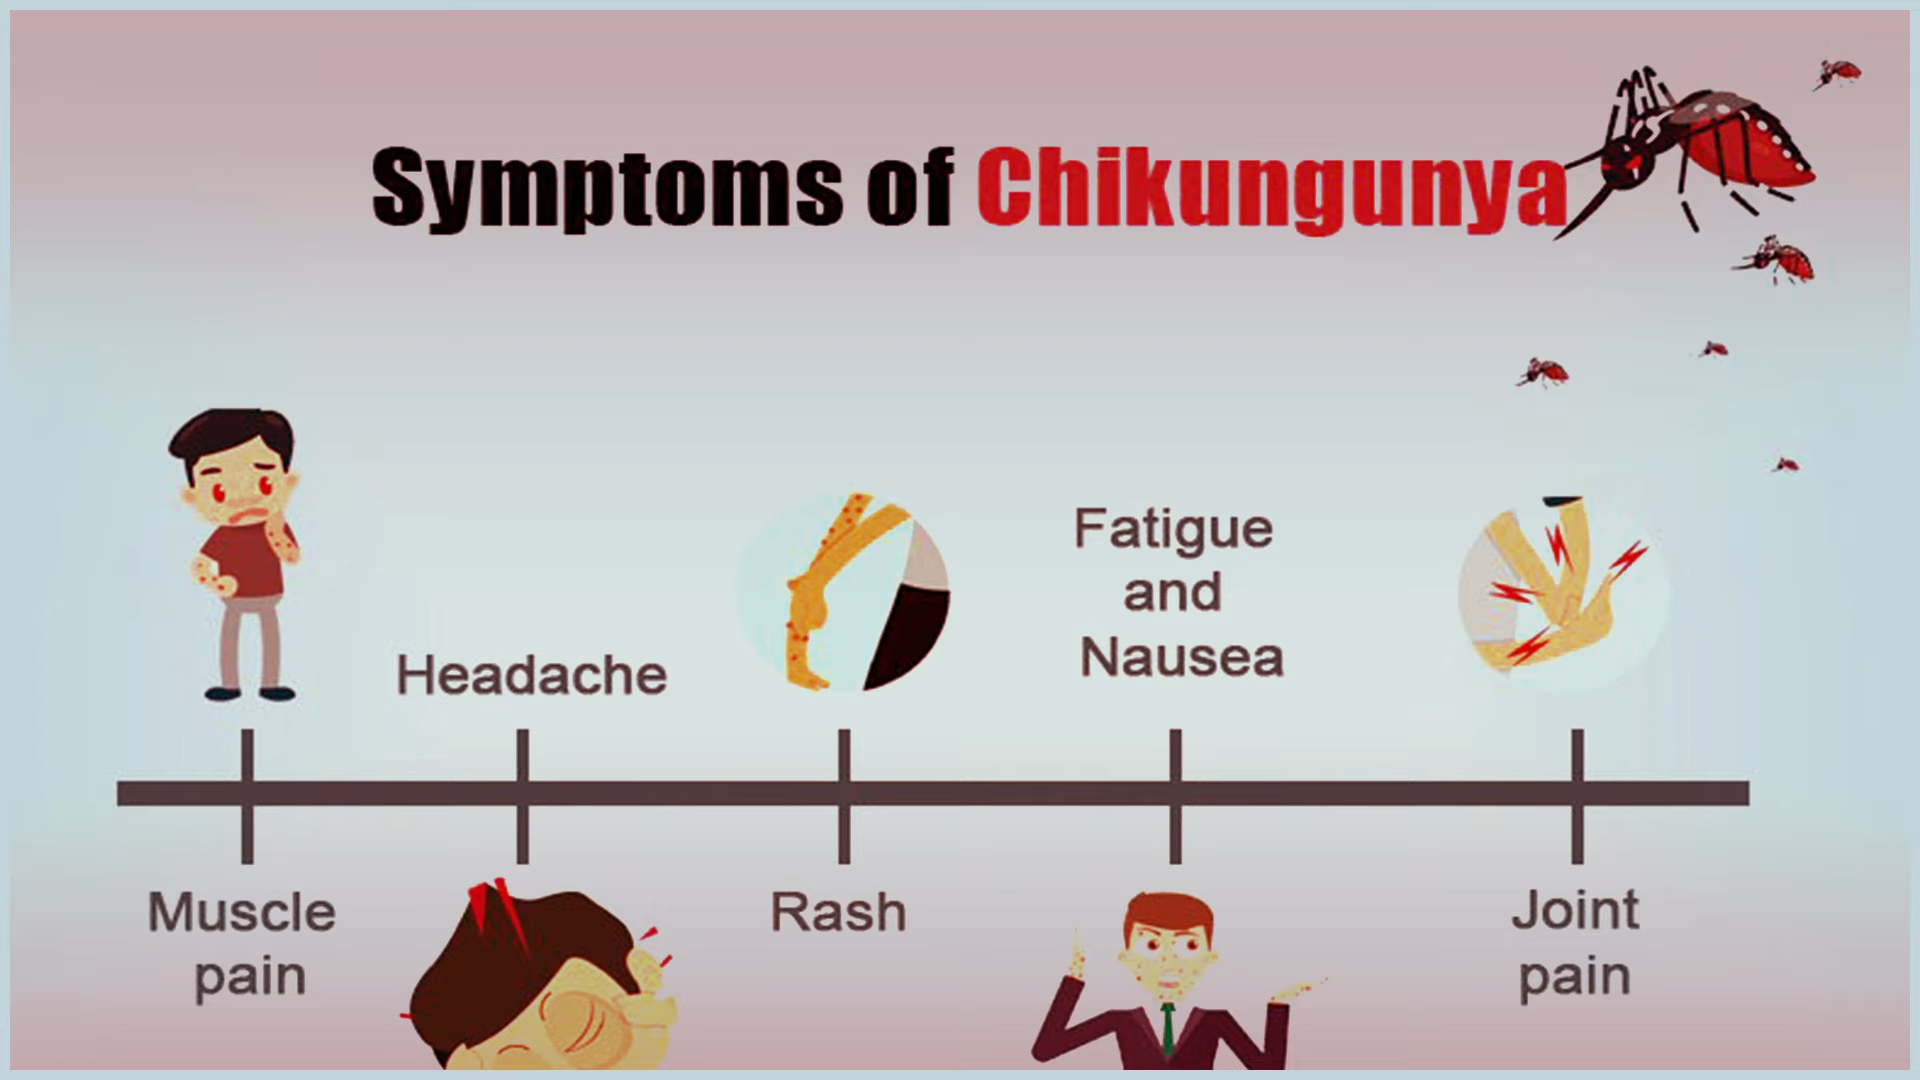 Symptoms of Chikungunya
Headache
Fatigue
and
Nausea
Muscle
pain
Rash
Joint
pain